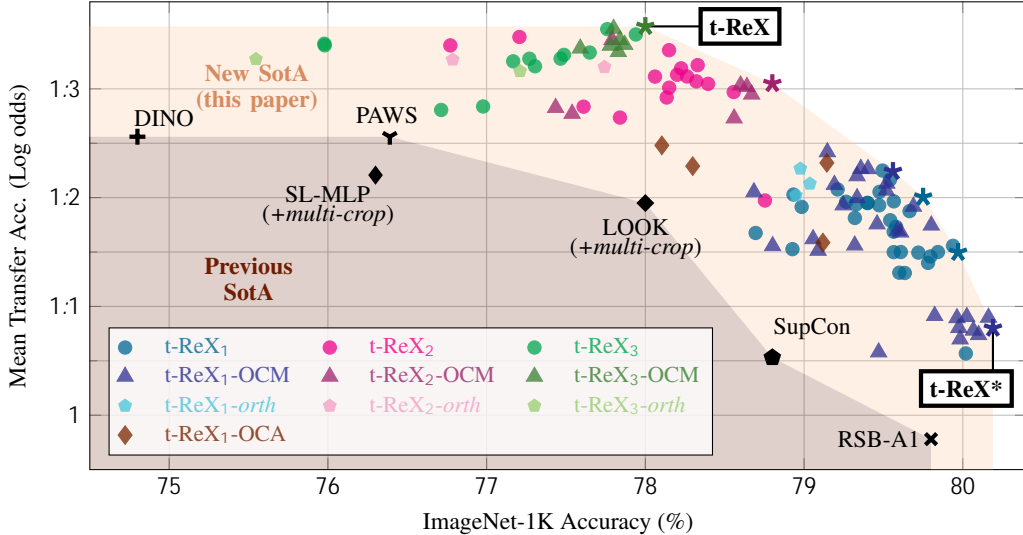 t-ReX
New SotA
(this paper)
1.3
DINO
PAWS
SL-MLP
(+multi-crop)
1.2
LOOK
(+multi-crop)
Previous
SotA
1.1
SupCon
t-ReX₁ t-ReX₂ t-ReX₃
t-ReX₁-OCM t-ReX₂-OCM t-ReX₃-OCM
t-ReX*
t-ReX₁-orth t-ReX₂-orth t-ReX₃-orth
1
t-ReX₁-OCA
RSB-A1
75 76 77 78 79 80
ImageNet-1K Accuracy (%)
Mean Transfer Acc. (Log odds)